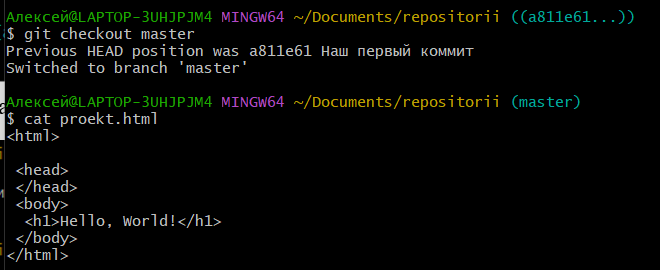 Алексей@LAPTOP-3UHJPJM4 MINGW64 ~/Documents/repositorii ((a811e61...))
$ git checkout master
Previous HEAD position was a811e61 Наш первый коммит
Switched to branch 'master'
Алексей@LAPTOP-3UHJPJM4 MINGW64 ~/Documents/repositorii (master)
$ cat proekt.html
<html>
<head>
</head>
<body>
<h1>Hello, World!</h1>
</body>
</html>